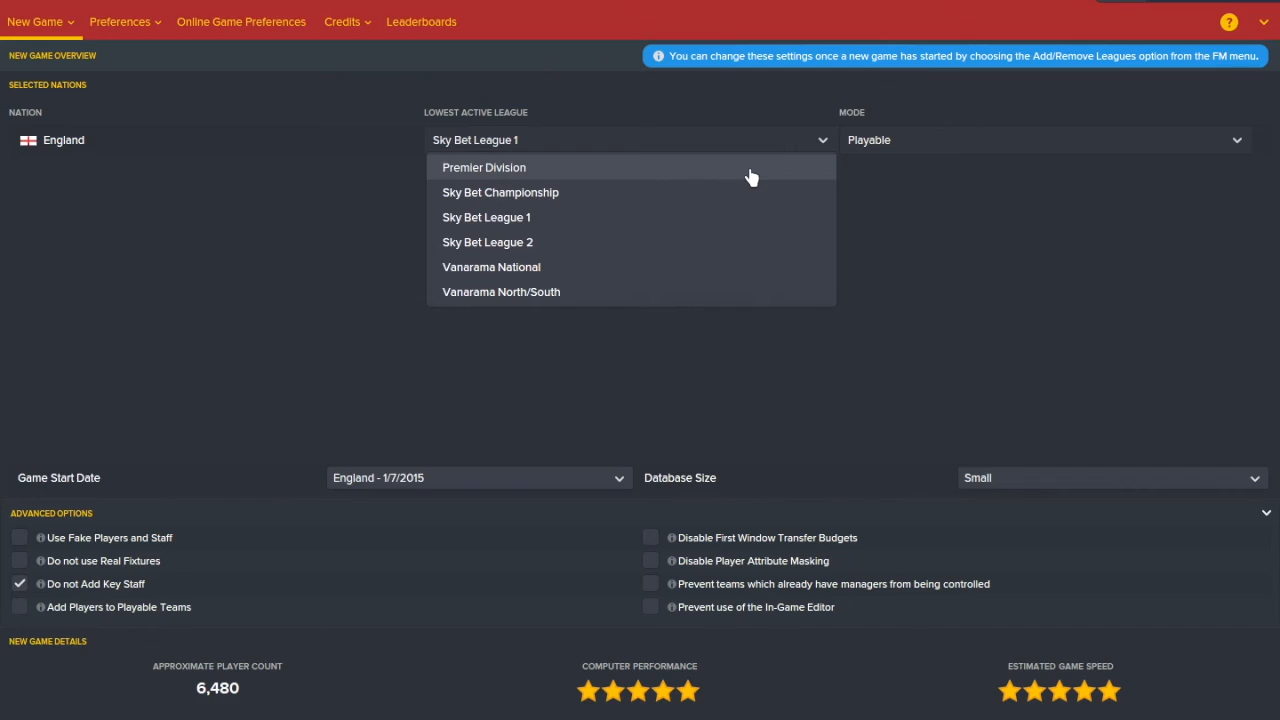 New Game Preferences Online Game Preferences Credits Leaderboards ?
NEW GAME OVERVIEW
You can change these settings once a new game has started by choosing the Add/Remove Leagues option from the FM menu.
SELECTED NATIONS
NATION LOWEST ACTIVE LEAGUE MODE
England Sky Bet League 1 Playable
Premier Division
Sky Bet Championship
Sky Bet League 1
Sky Bet League 2
Vanarama National
Vanarama North/South
Game Start Date England - 1/7/2015 Database Size Small
ADVANCED OPTIONS
Use Fake Players and Staff Disable First Window Transfer Budgets
Do not use Real Fixtures Disable Player Attribute Masking
Do not Add Key Staff Prevent teams which already have managers from being controlled
Add Players to Playable Teams Prevent use of the In-Game Editor
NEW GAME DETAILS
APPROXIMATE PLAYER COUNT COMPUTER PERFORMANCE ESTIMATED GAME SPEED
6,480